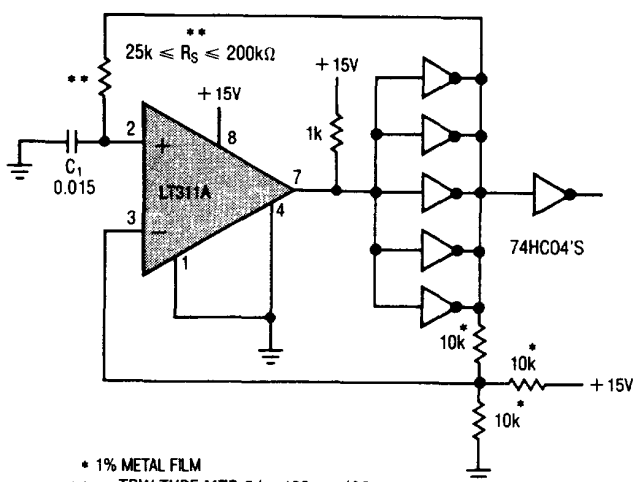 **
25k ≤ RS ≤ 200kΩ
**
+15V
+15V
1k
2
+
8
C1
0.015
LT311A
7
4
3
−
1
74HC04'S
10k*
10k*
+15V
10k*
* 1% METAL FILM